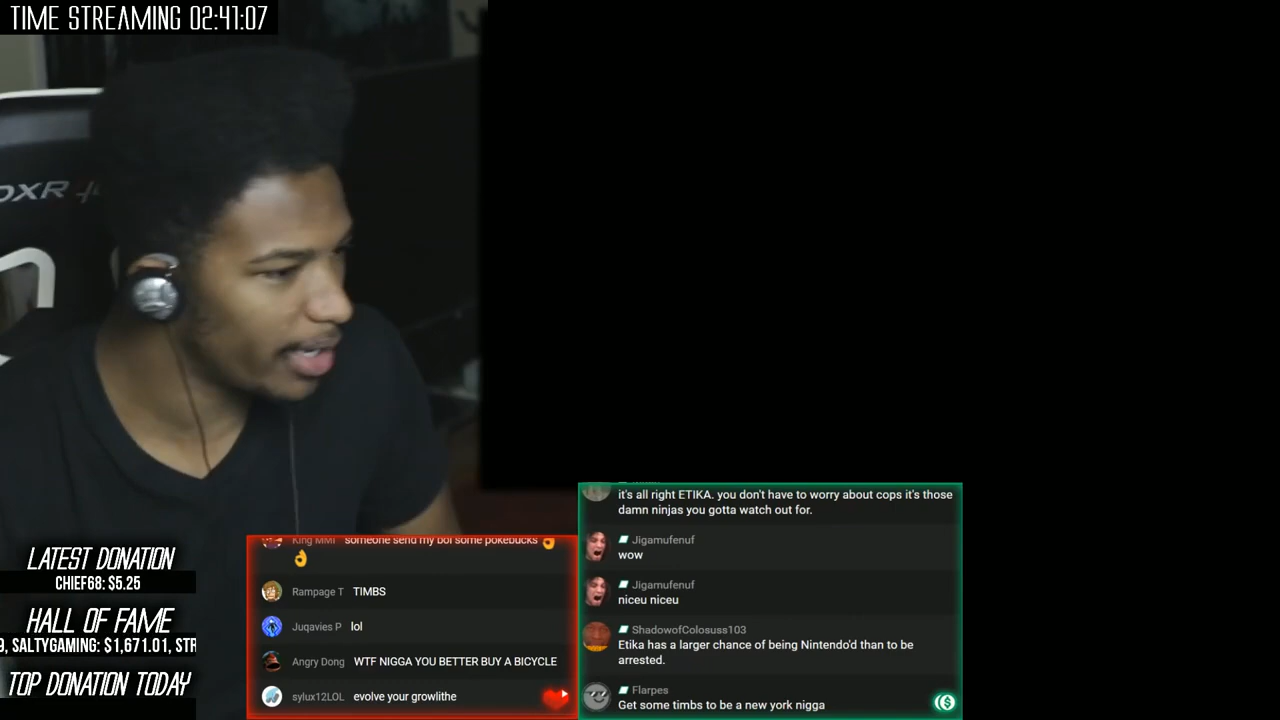 TIME STREAMING 02:41:07
DXR
LATEST DONATION
CHIEF68: $5.25
HALL OF FAME
9, SALTYGAMING: $1,671.01, STR
TOP DONATION TODAY
King MMI someone send my boi some pokebucks 👌
👌
Rampage T TIMBS
Juqavies P lol
Angry Dong WTF NIGGA YOU BETTER BUY A BICYCLE
sylux12LOL evolve your growlithe
it's all right ETIKA. you don't have to worry about cops it's those
damn ninjas you gotta watch out for.
Jigamufenuf
wow
Jigamufenuf
niceu niceu
ShadowofColosuss103
Etika has a larger chance of being Nintendo'd than to be
arrested.
Flarpes
Get some timbs to be a new york nigga